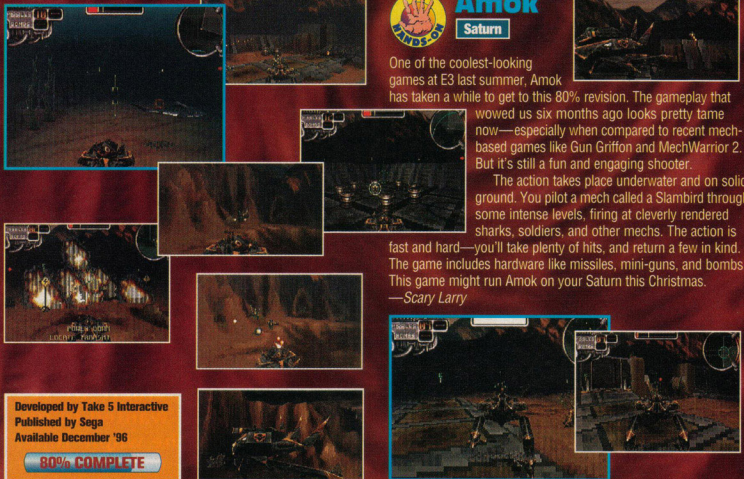 HANDS-ON
Amok
Saturn
One of the coolest-looking
games at E3 last summer, Amok
has taken a while to get to this 80% revision. The gameplay that
wowed us six months ago looks pretty tame
now—especially when compared to recent mech-
based games like Gun Griffon and MechWarrior 2.
But it's still a fun and engaging shooter.
The action takes place underwater and on solid
ground. You pilot a mech called a Slambird through
some intense levels, firing at cleverly rendered
sharks, soldiers, and other mechs. The action is
fast and hard—you'll take plenty of hits, and return a few in kind.
The game includes hardware like missiles, mini-guns, and bombs.
This game might run Amok on your Saturn this Christmas.
—Scary Larry
Developed by Take 5 Interactive
Published by Sega
Available December '96
80% COMPLETE